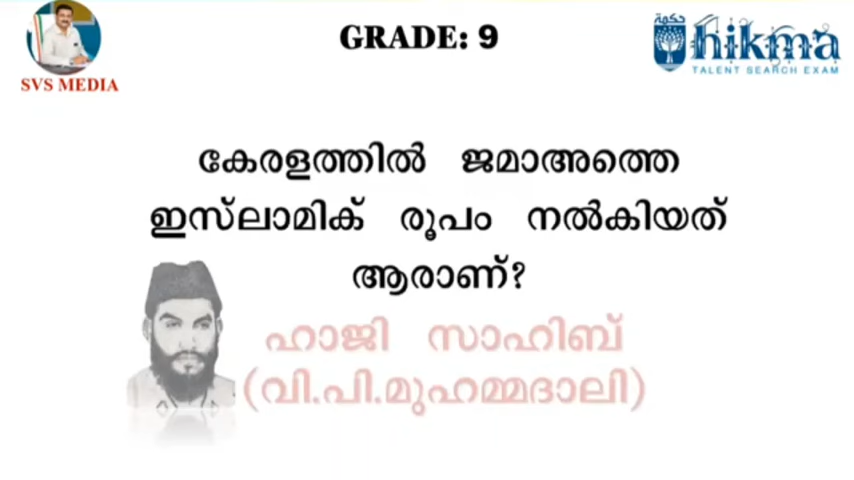 GRADE: 9
SVS MEDIA
حكمة
hikma
TALENT SEARCH EXAM
കേരളത്തിൽ ജമാഅത്തെ
ഇസ്‌ലാമിക് രൂപം നൽകിയത്
ആരാണ്?
ഹാജി സാഹിബ്
(വി.പി.മുഹമ്മദാലി)